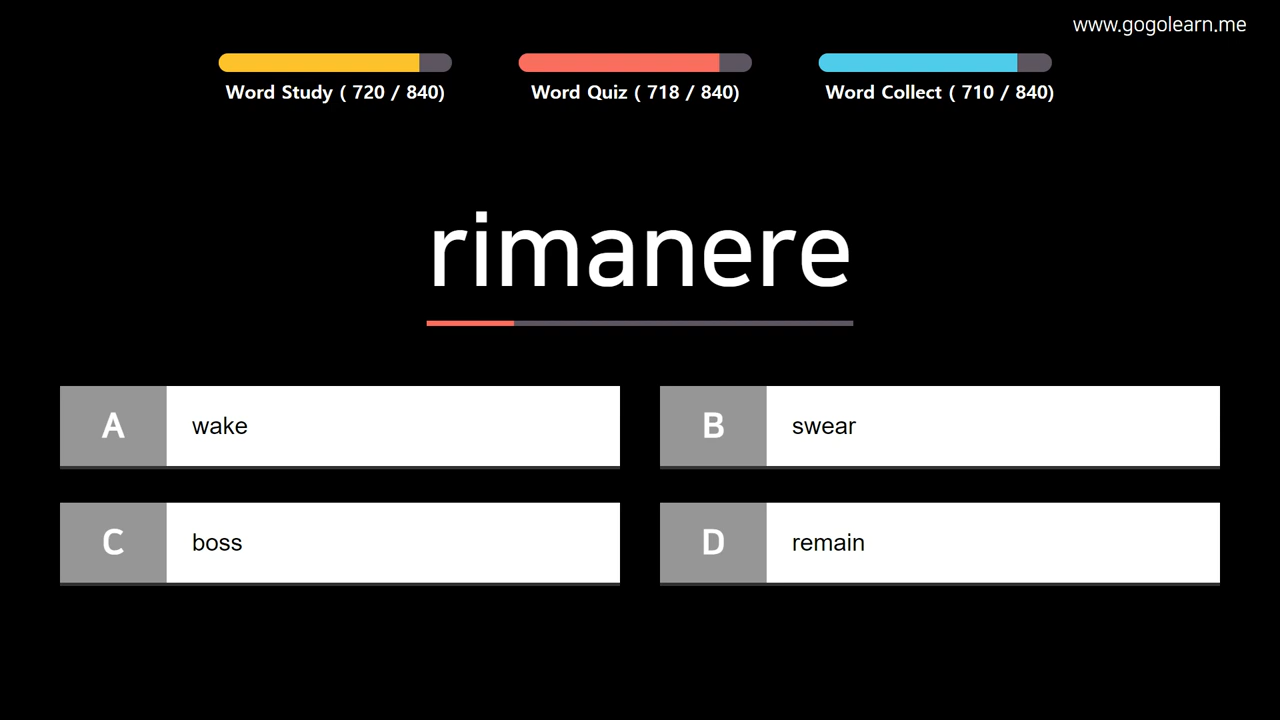 www.gogolearn.me
Word Study ( 720 / 840)
Word Quiz ( 718 / 840)
Word Collect ( 710 / 840)
rimanere
A wake
B swear
C boss
D remain